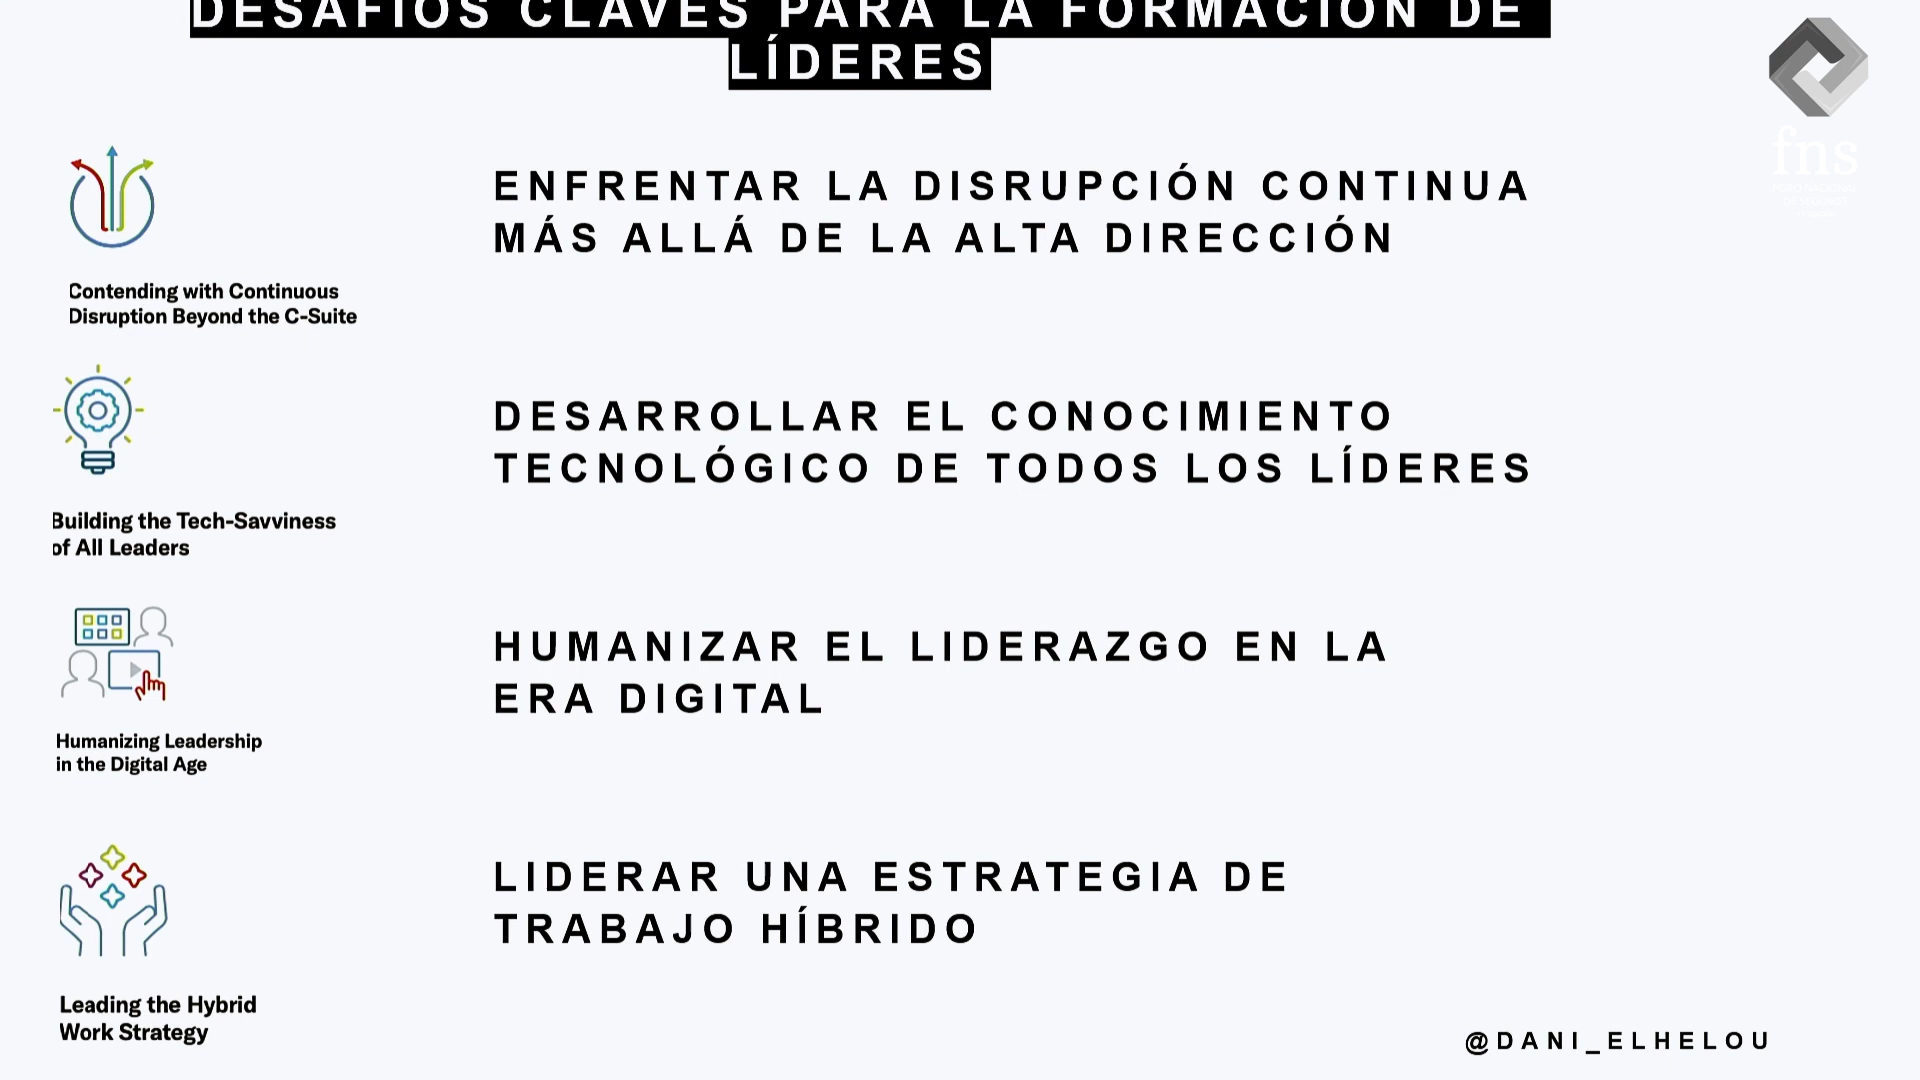 DESAFÍOS CLAVES PARA LA FORMACIÓN DE
LÍDERES
fns
ENFRENTAR LA DISRUPCIÓN CONTINUA
MÁS ALLÁ DE LA ALTA DIRECCIÓN
Contending with Continuous
Disruption Beyond the C-Suite
DESARROLLAR EL CONOCIMIENTO
TECNOLÓGICO DE TODOS LOS LÍDERES
Building the Tech-Savviness
of All Leaders
HUMANIZAR EL LIDERAZGO EN LA
ERA DIGITAL
Humanizing Leadership
in the Digital Age
LIDERAR UNA ESTRATEGIA DE
TRABAJO HÍBRIDO
Leading the Hybrid
Work Strategy
@DANI_ELHELOU